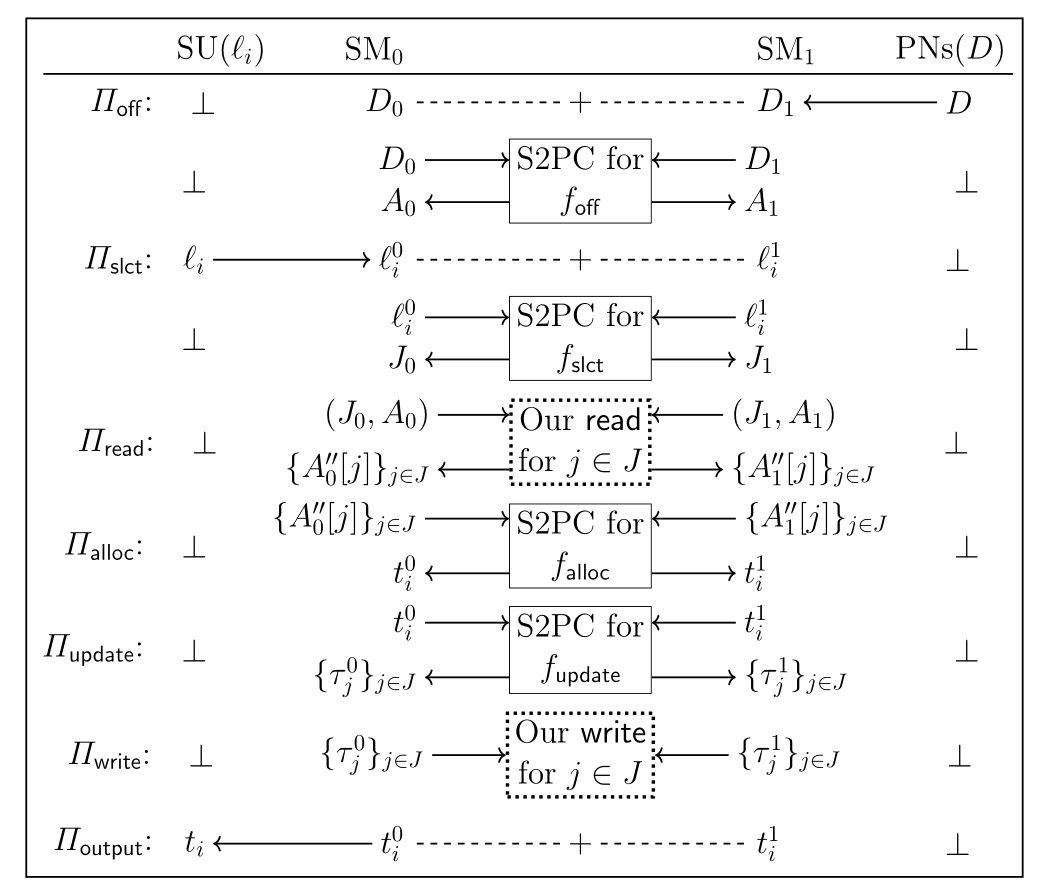 SU(ℓ_i) SM_0 SM_1 PNs(D)
Π_off: ⊥ D_0 + D_1 D
D_0 S2PC for D_1
⊥ ⊥
A_0 f_off A_1
Π_slct: ℓ_i ℓ_i^0 + ℓ_i^1 ⊥
ℓ_i^0 S2PC for ℓ_i^1
⊥ ⊥
J_0 f_slct J_1
(J_0, A_0) Our read (J_1, A_1)
Π_read: ⊥ ⊥
{A''_0[j]}_{j∈J} for j ∈ J {A''_1[j]}_{j∈J}
{A''_0[j]}_{j∈J} S2PC for {A''_1[j]}_{j∈J}
Π_alloc: ⊥ ⊥
t_i^0 f_alloc t_i^1
t_i^0 S2PC for t_i^1
Π_update: ⊥ ⊥
{τ_j^0}_{j∈J} f_update {τ_j^1}_{j∈J}
Our write
Π_write: ⊥ {τ_j^0}_{j∈J} {τ_j^1}_{j∈J} ⊥
for j ∈ J
Π_output: t_i t_i^0 + t_i^1 ⊥